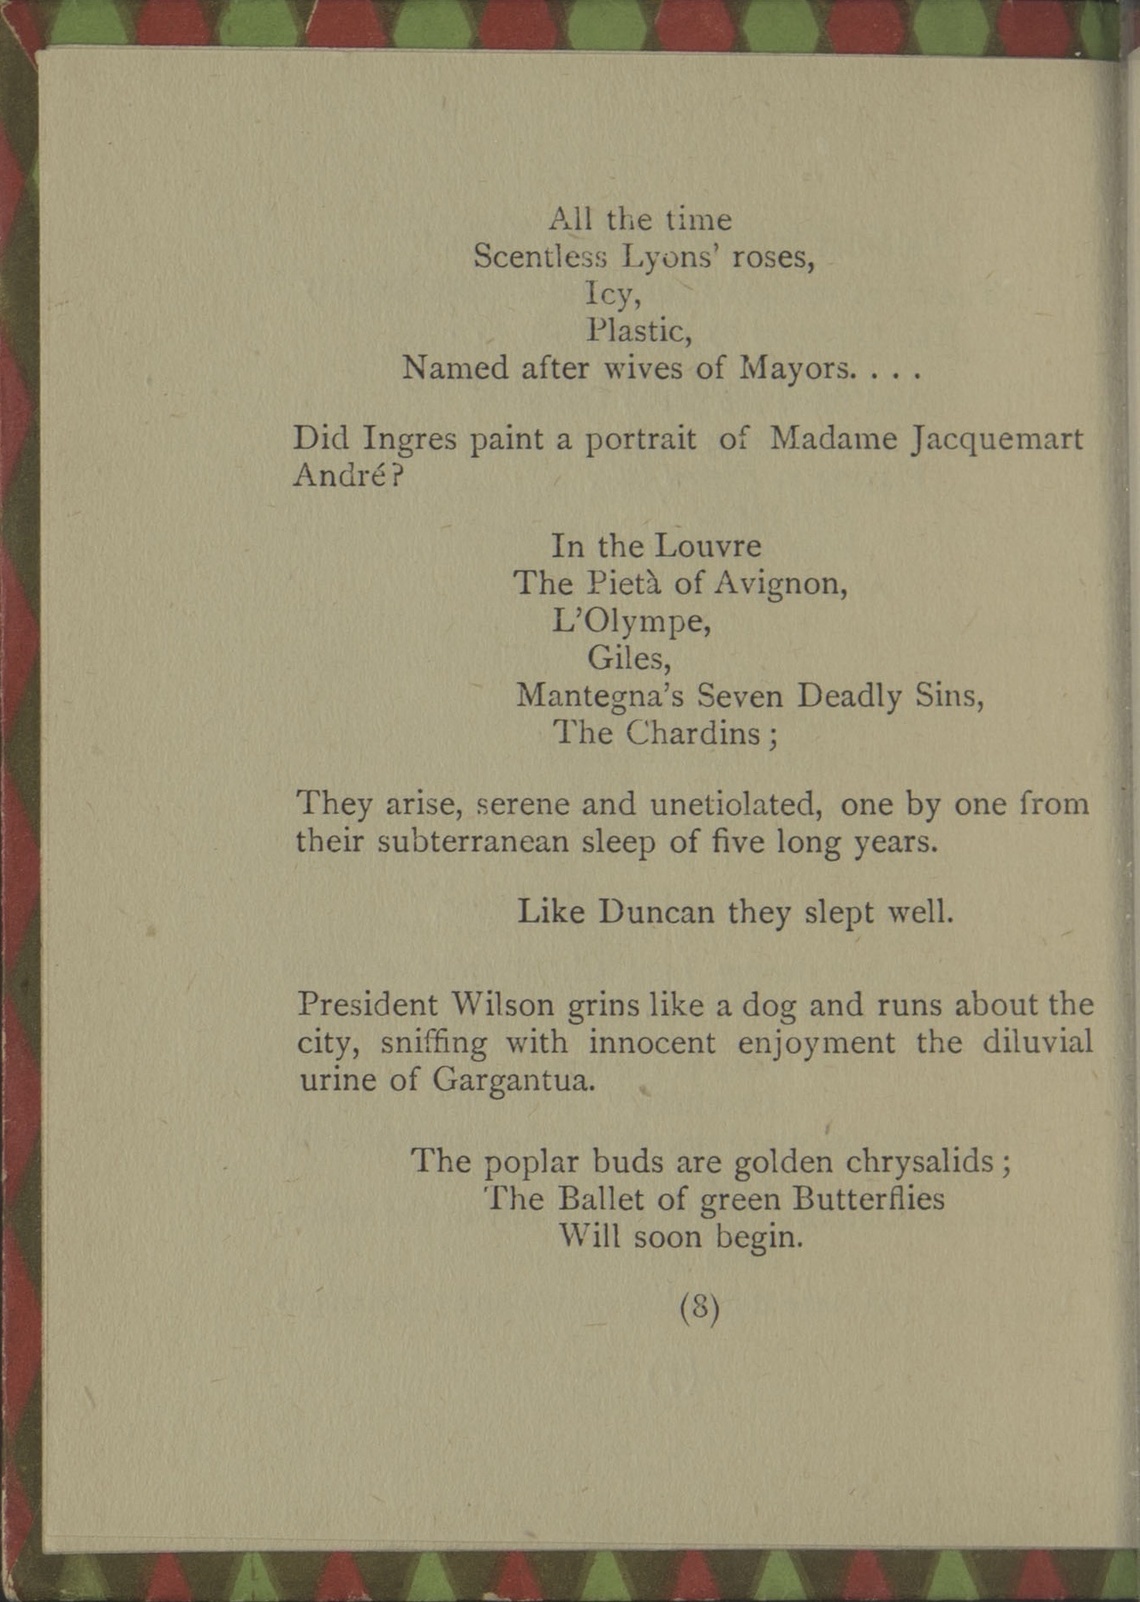 All the time
Scentless Lyons' roses,
Icy,
Plastic,
Named after wives of Mayors. . . .
Did Ingres paint a portrait of Madame Jacquemart
André?
In the Louvre
The Pietà of Avignon,
L'Olympe,
Giles,
Mantegna's Seven Deadly Sins,
The Chardins;
They arise, serene and unetiolated, one by one from
their subterranean sleep of five long years.
Like Duncan they slept well.
President Wilson grins like a dog and runs about the
city, sniffing with innocent enjoyment the diluvial
urine of Gargantua.
The poplar buds are golden chrysalids;
The Ballet of green Butterflies
Will soon begin.
(8)